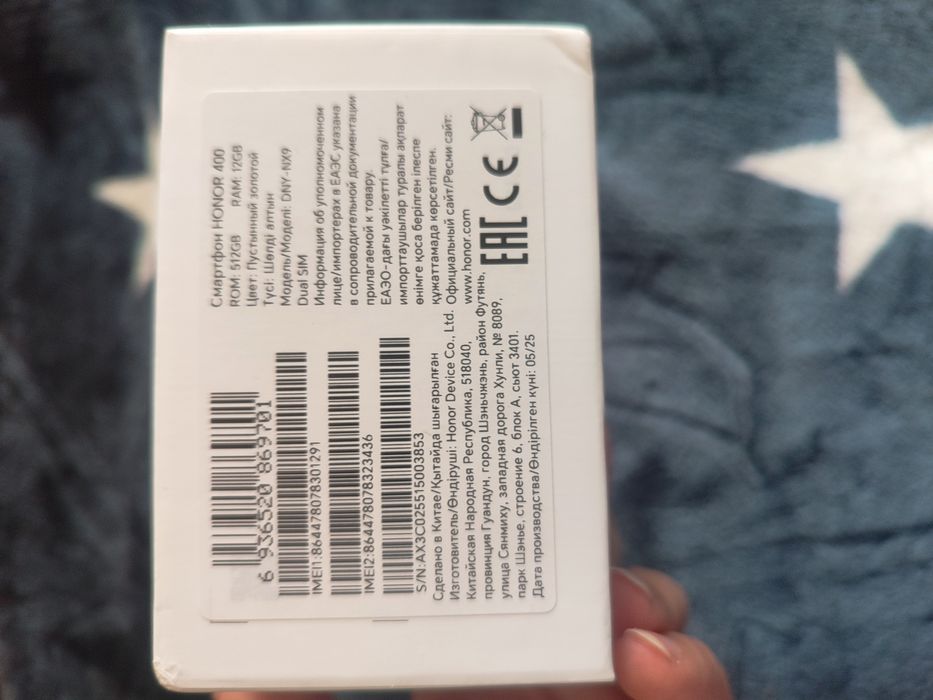 Смартфон HONOR 400
ROM: 512GB RAM: 12GB
Цвет: Пустынный золотой
Түсі: Шөлді алтын
Модель/Моделі: DNY-NX9
Dual SIM
Информация об уполномоченном
лице/импортерах в ЕАЭС указана
в сопроводительной документации
прилагаемой к товару.
ЕАЭО-дағы уәкілетті тұлға/
импорттаушылар туралы ақпарат
өнімге қоса берілген ілеспе
құжаттамада көрсетілген.
Официальный сайт/Ресми сайт:
www.honor.com
EAC CE
6 936520 869701
IMEI1:864478078301291
IMEI2:864478078323436
S/N:AX3C025515003853
Сделано в Китае/Қытайда шығарылған
Изготовитель/Өндіруші: Honor Device Co., Ltd.
Китайская Народная Республика, 518040,
провинция Гуандун, город Шэньчжэнь, район Футянь,
улица Сянмиху, западная дорога Хунли, № 8089,
парк Шэнье, строение 6, блок А, сьют 3401.
Дата производства/Өндірілген күні: 05/25